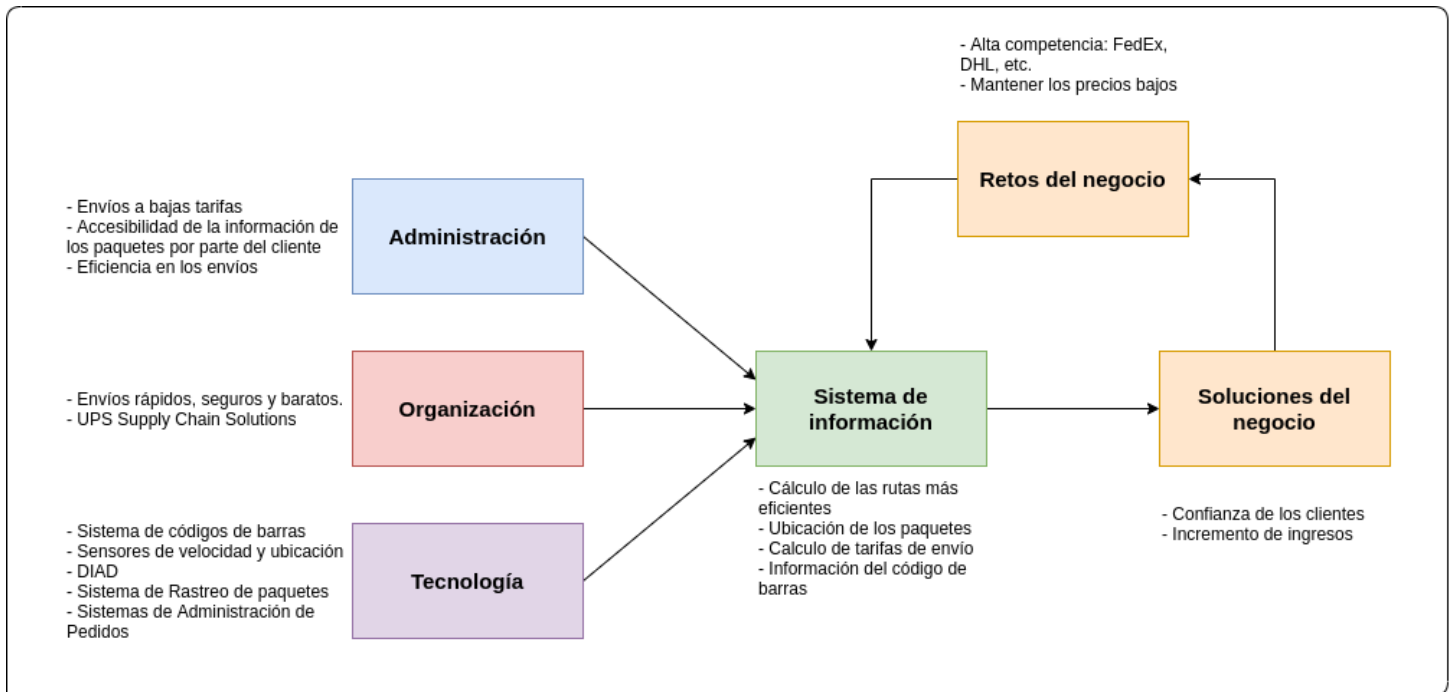 - Alta competencia: FedEx,
DHL, etc.
- Mantener los precios bajos
Retos del negocio
- Envíos a bajas tarifas
- Accesibilidad de la información de
los paquetes por parte del cliente
- Eficiencia en los envíos
Administración
- Envíos rápidos, seguros y baratos.
- UPS Supply Chain Solutions
Organización
Sistema de
información
- Cálculo de las rutas más
eficientes
- Ubicación de los paquetes
- Calculo de tarifas de envío
- Información del código de
barras
Soluciones del
negocio
- Confianza de los clientes
- Incremento de ingresos
- Sistema de códigos de barras
- Sensores de velocidad y ubicación
- DIAD
- Sistema de Rastreo de paquetes
- Sistemas de Administración de
Pedidos
Tecnología